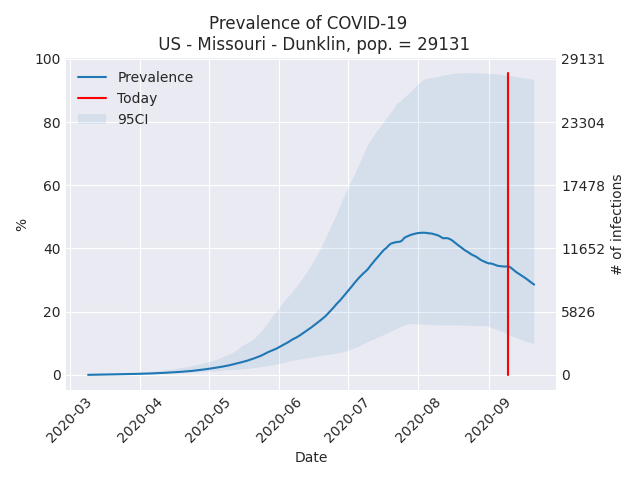 Prevalence of COVID-19
US - Missouri - Dunklin, pop. = 29131
100
80
60
40
20
0
%
29131
23304
17478
11652
5826
0
# of infections
Prevalence
Today
95CI
2020-03
2020-04
2020-05
2020-06
2020-07
2020-08
2020-09
Date